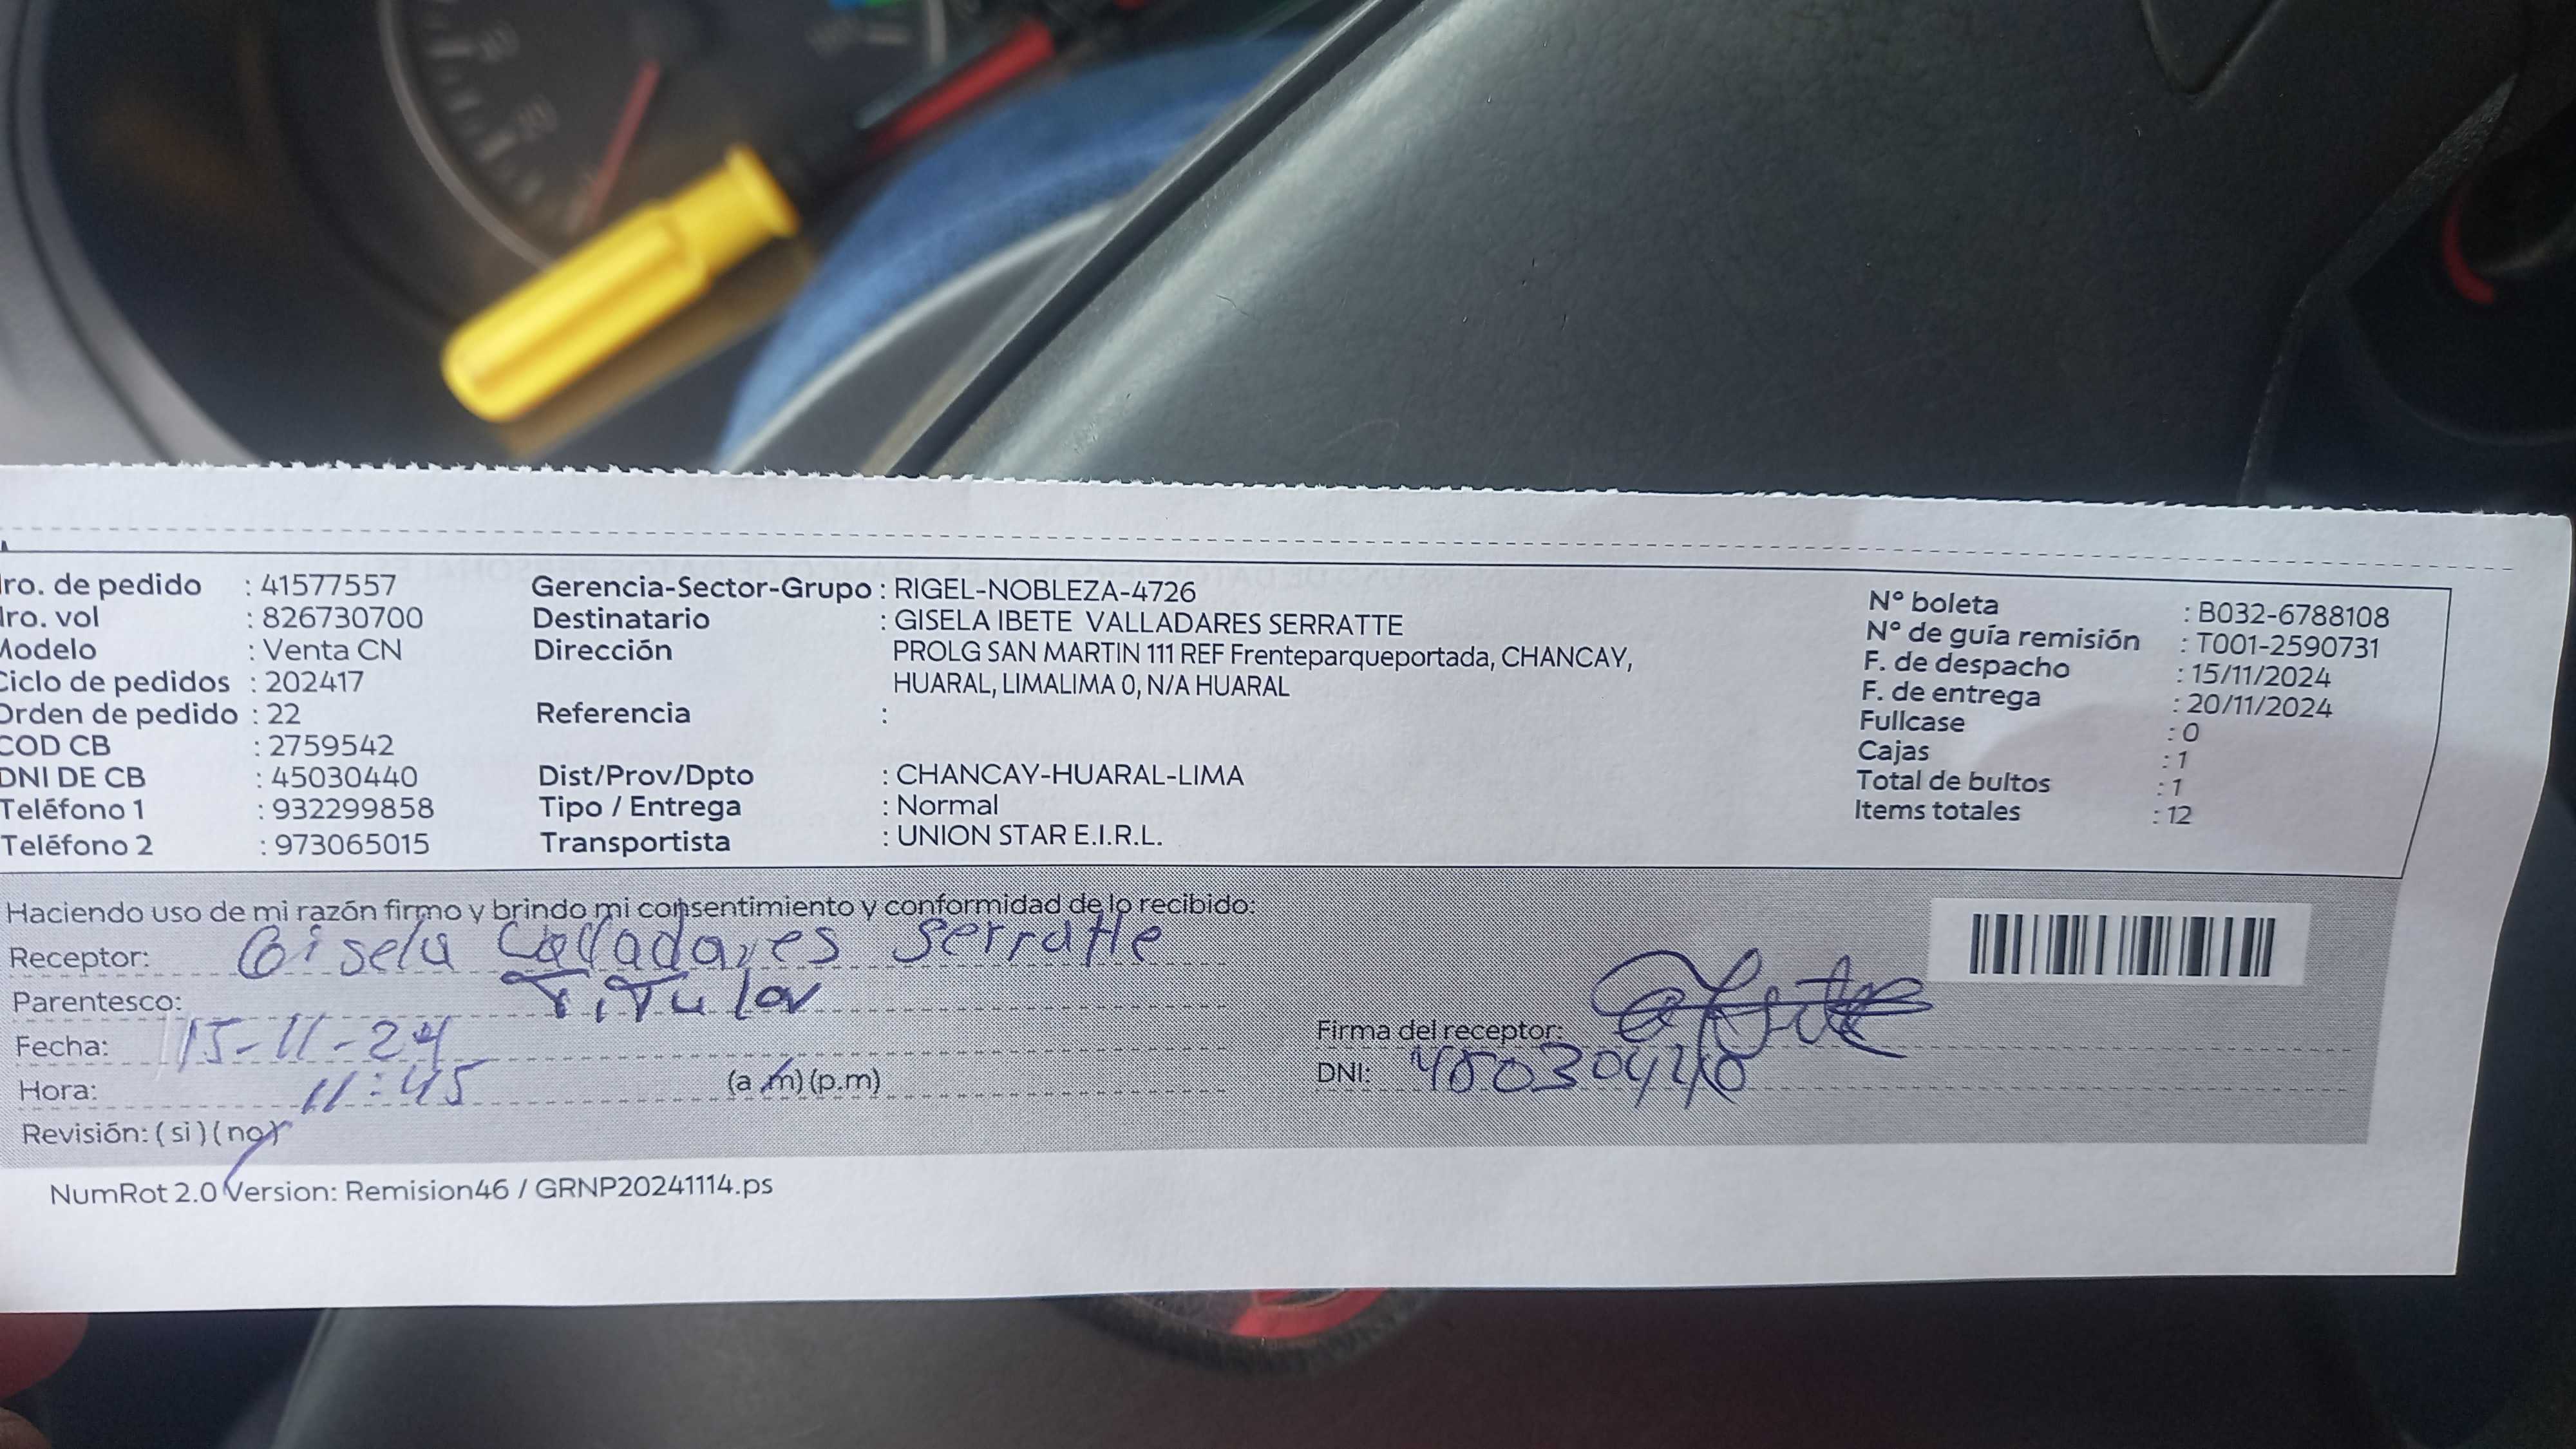 ro. de pedido : 41577557
ro. vol : 826730700
Modelo : Venta CN
Ciclo de pedidos : 202417
Orden de pedido : 22
COD CB : 2759542
DNI DE CB : 45030440
Teléfono 1 : 932299858
Teléfono 2 : 973065015
Gerencia-Sector-Grupo : RIGEL-NOBLEZA-4726
Destinatario : GISELA IBETE VALLADARES SERRATTE
Dirección PROLG SAN MARTIN 111 REF Frenteparqueportada, CHANCAY,
HUARAL, LIMALIMA 0, N/A HUARAL
Referencia :
Dist/Prov/Dpto : CHANCAY-HUARAL-LIMA
Tipo / Entrega : Normal
Transportista : UNION STAR E.I.R.L.
N° boleta : B032-6788108
N° de guía remisión : T001-2590731
F. de despacho : 15/11/2024
F. de entrega : 20/11/2024
Fullcase : 0
Cajas : 1
Total de bultos : 1
Items totales : 12
Haciendo uso de mi razón firmo y brindo mi consentimiento y conformidad de lo recibido:
Receptor: Gisela Valladares Serratte
Parentesco: TiTular
Fecha: 15-11-24
Hora: 11:45 (a.m)(p.m)
Revisión: (si)(no)
Firma del receptor:
DNI: 45030440
NumRot 2.0 Version: Remision46 / GRNP20241114.ps